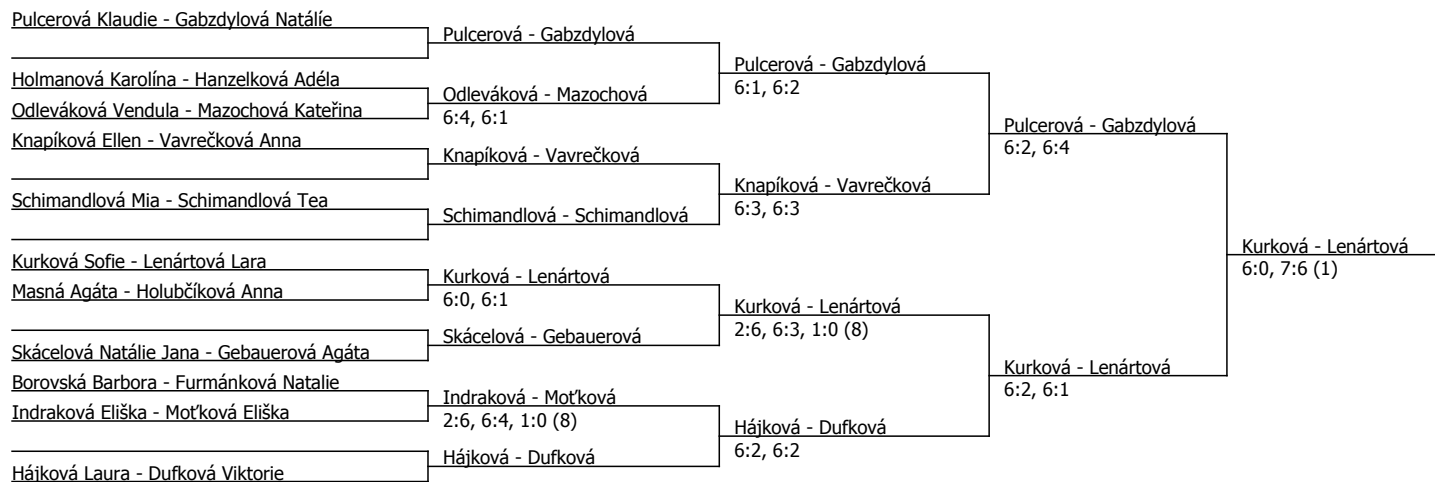 Pulcerová Klaudie - Gabzdylová Natálíe
Holmanová Karolína - Hanzelková Adéla
Odleváková Vendula - Mazochová Kateřina
Knapíková Ellen - Vavrečková Anna
Schimandlová Mia - Schimandlová Tea
Kurková Sofie - Lenártová Lara
Masná Agáta - Holubčíková Anna
Skácelová Natálie Jana - Gebauerová Agáta
Borovská Barbora - Furmánková Natalie
Indraková Eliška - Moťková Eliška
Hájková Laura - Dufková Viktorie
Pulcerová - Gabzdylová
Odleváková - Mazochová
6:4, 6:1
Knapíková - Vavrečková
Schimandlová - Schimandlová
Kurková - Lenártová
6:0, 6:1
Skácelová - Gebauerová
Indraková - Moťková
2:6, 6:4, 1:0 (8)
Hájková - Dufková
Pulcerová - Gabzdylová
6:1, 6:2
Knapíková - Vavrečková
6:3, 6:3
Kurková - Lenártová
2:6, 6:3, 1:0 (8)
Hájková - Dufková
6:2, 6:2
Pulcerová - Gabzdylová
6:2, 6:4
Kurková - Lenártová
6:2, 6:1
Kurková - Lenártová
6:0, 7:6 (1)